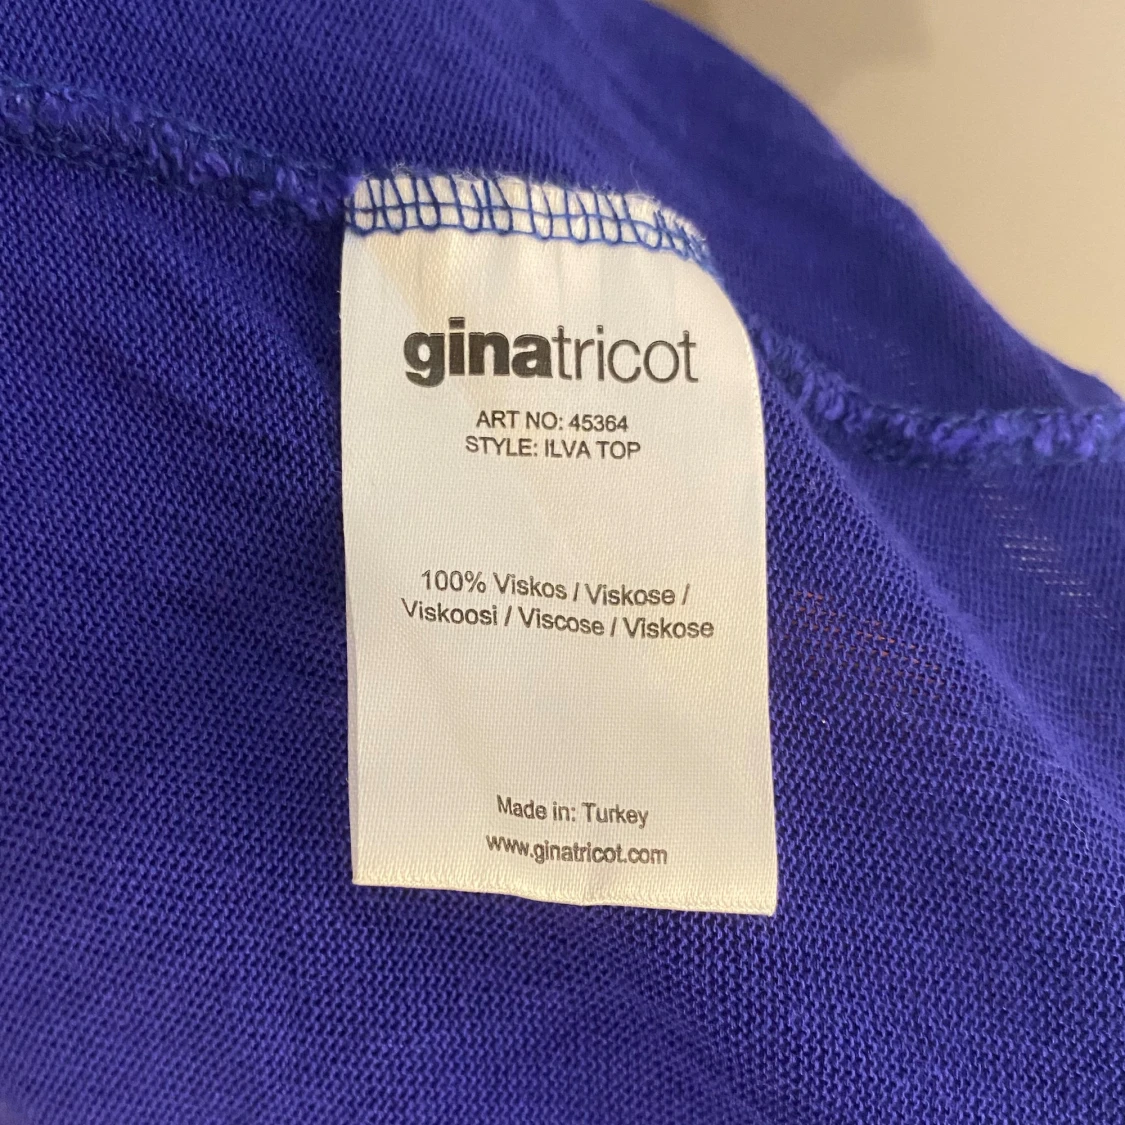 ginatricot
ART NO: 45364
STYLE: ILVA TOP
100% Viskos / Viskose /
Viskoosi / Viscose / Viskose
Made in: Turkey
www.ginatricot.com